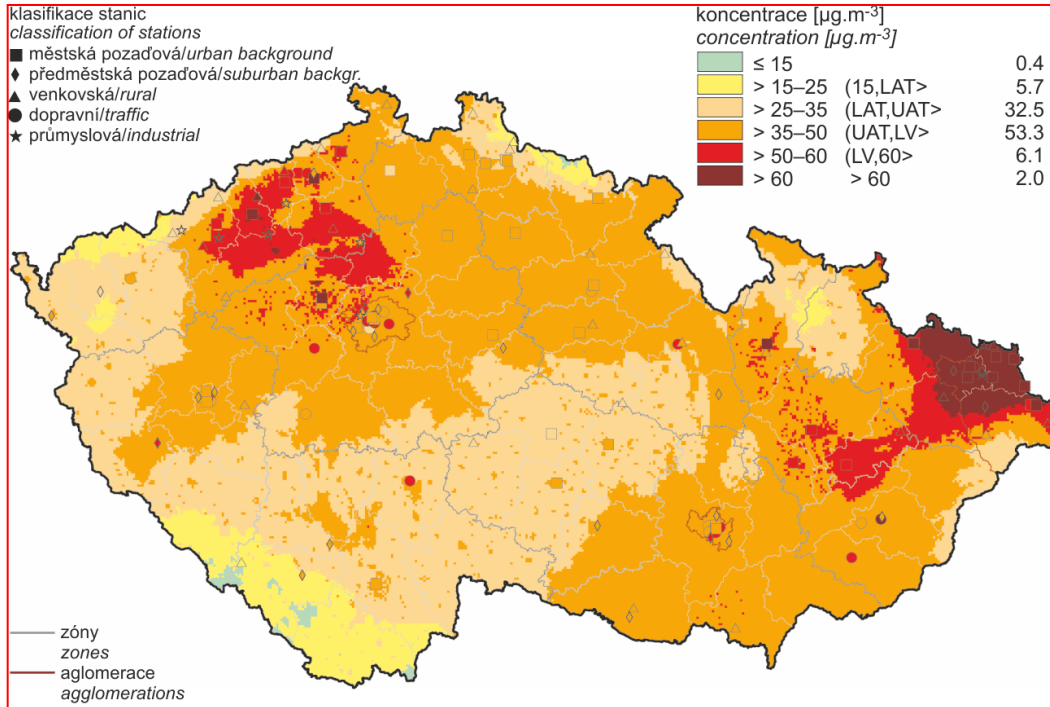 klasifikace stanic
classification of stations
městská pozaďová/urban background
předměstská pozaďová/suburban backgr.
venkovská/rural
dopravní/traffic
průmyslová/industrial
koncentrace [µg.m-³]
concentration [µg.m-³]
≤ 15 0.4
> 15–25 (15,LAT> 5.7
> 25–35 (LAT,UAT> 32.5
> 35–50 (UAT,LV> 53.3
> 50–60 (LV,60> 6.1
> 60 > 60 2.0
zóny
zones
aglomerace
agglomerations